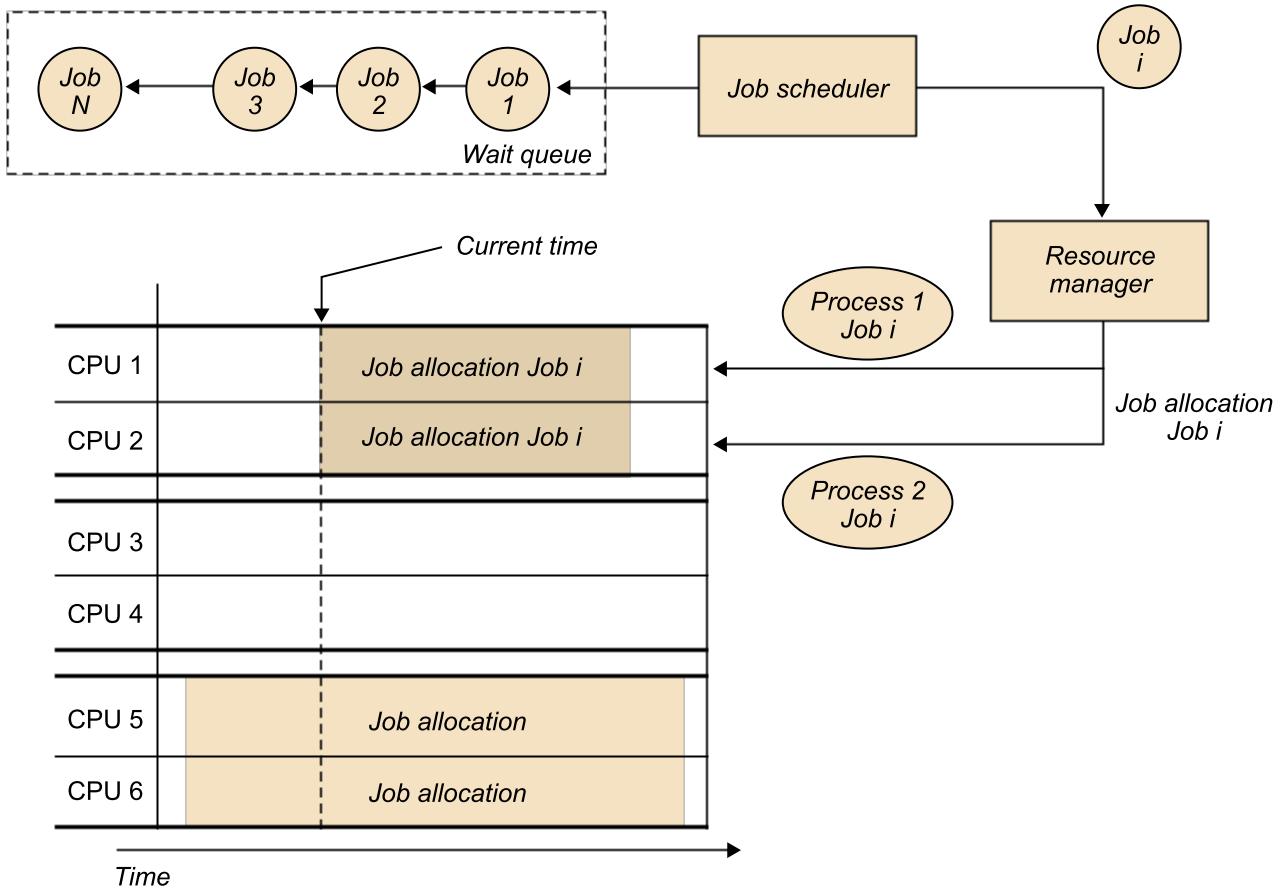 Job
N
Job
3
Job
2
Job
1
Wait queue
Job scheduler
Job
i
Resource
manager
Current time
Process 1
Job i
Job allocation
Job i
Process 2
Job i
CPU 1
Job allocation Job i
CPU 2
Job allocation Job i
CPU 3
CPU 4
CPU 5
Job allocation
CPU 6
Job allocation
Time